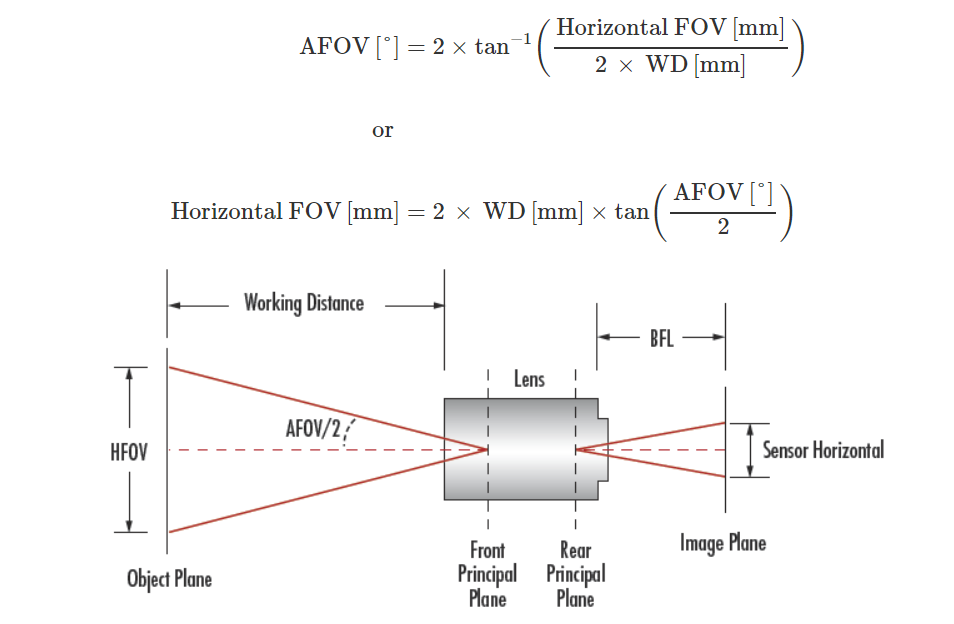 AFOV [°] = 2 × tan⁻¹ ( Horizontal FOV [mm] / 2 × WD [mm] )
or
Horizontal FOV [mm] = 2 × WD [mm] × tan ( AFOV [°] / 2 )
Working Distance
BFL
Lens
AFOV/2
HFOV
Sensor Horizontal
Object Plane
Front
Principal
Plane
Rear
Principal
Plane
Image Plane